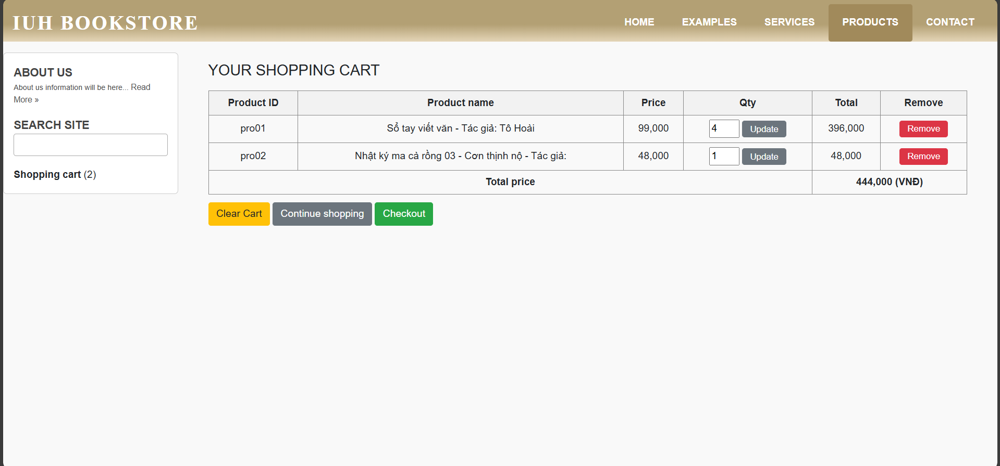 IUH BOOKSTORE
HOME EXAMPLES SERVICES PRODUCTS CONTACT
ABOUT US
About us information will be here... Read
More »
SEARCH SITE
Shopping cart (2)
YOUR SHOPPING CART
Product ID Product name Price Qty Total Remove
pro01 Sổ tay viết văn - Tác giả: Tô Hoài 99,000 4 Update 396,000 Remove
pro02 Nhật ký ma cà rồng 03 - Cơn thịnh nộ - Tác giả: 48,000 1 Update 48,000 Remove
Total price 444,000 (VNĐ)
Clear Cart Continue shopping Checkout